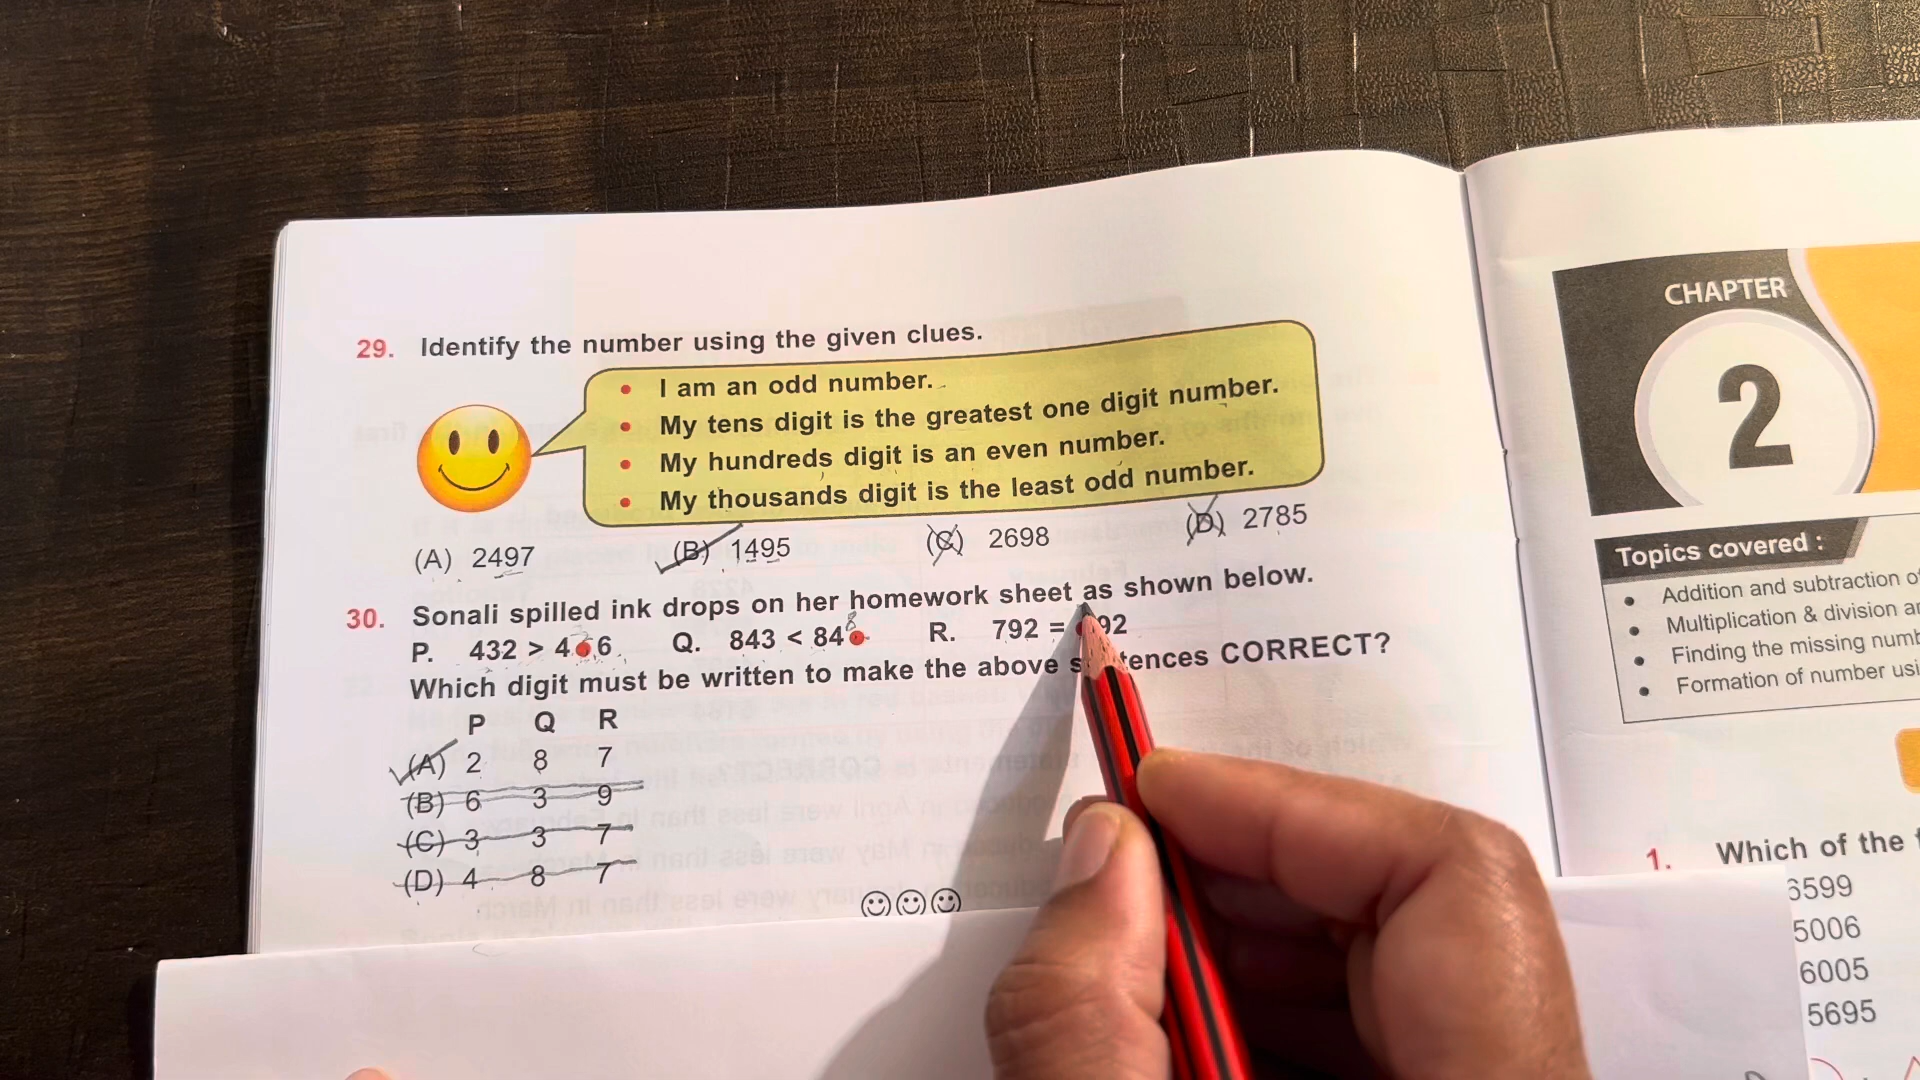 29. Identify the number using the given clues.
• I am an odd number.
• My tens digit is the greatest one digit number.
• My hundreds digit is an even number.
• My thousands digit is the least odd number.
(A) 2497 (B) 1495 (C) 2698 (D) 2785
30. Sonali spilled ink drops on her homework sheet as shown below.
P. 432 > 4 6 Q. 843 < 84 8 R. 792 = 92
Which digit must be written to make the above CORRECT?
P Q R
(A) 2 8 7
(B) 6 3 9
(C) 3 3 7
(D) 4 8 7
CHAPTER
2
Topics covered :
• Addition and subtraction
• Multiplication & division
• Finding the missing
• Formation of number
1. Which of the
6599
5006
6005
5695